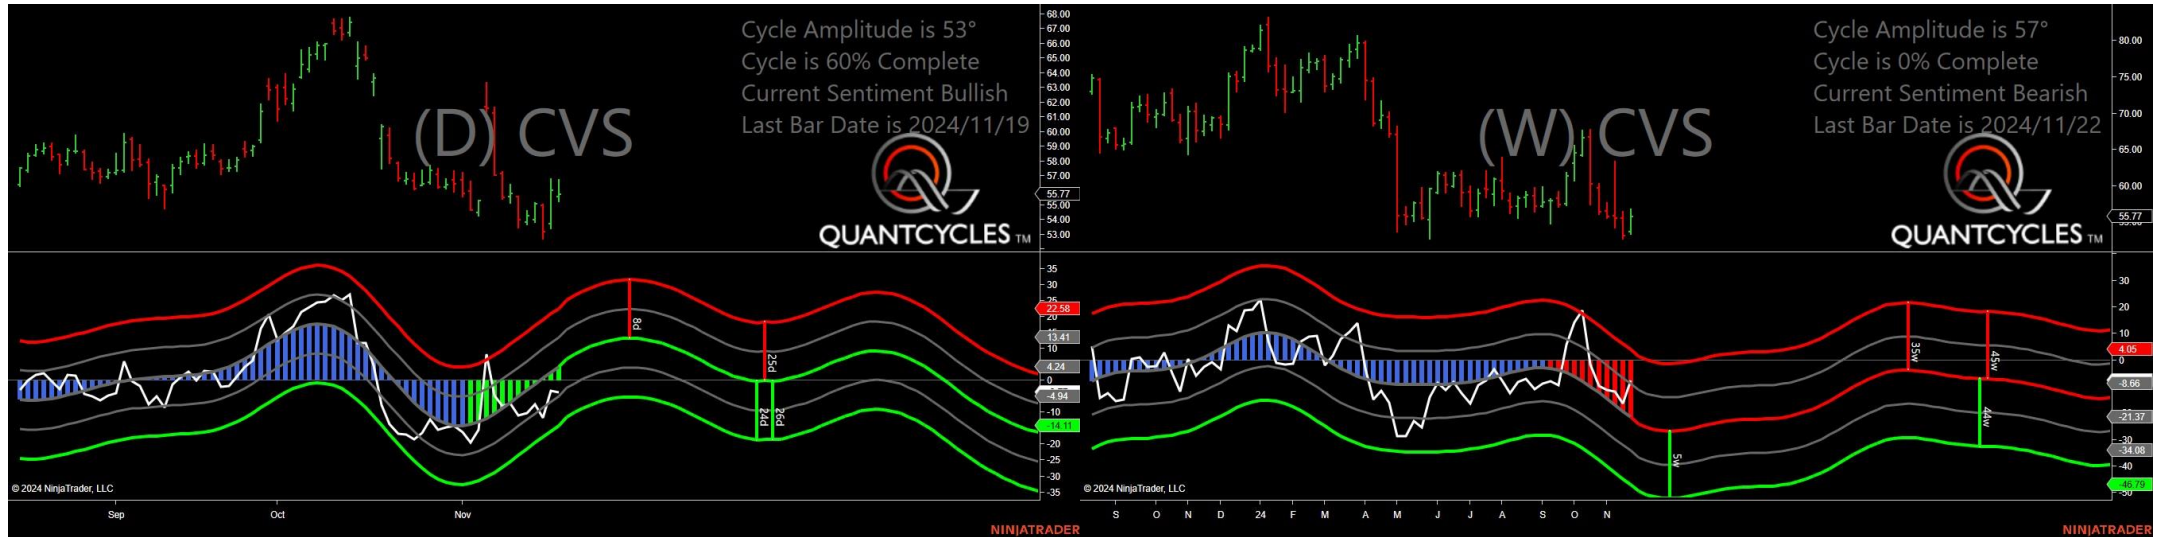 Cycle Amplitude is 53°
Cycle is 60% Complete
Current Sentiment Bullish
Last Bar Date is 2024/11/19
(D) CVS
QUANTCYCLES TM
68.00
67.00
66.00
65.00
64.00
63.00
62.00
61.00
60.00
59.00
58.00
57.00
55.77
55.00
54.00
53.00
35
30
25
22.58
20
13.41
10
4.24
0
-4.94
-10
-14.11
-20
-25
-30
-35
8d
25d
24d
26d
© 2024 NinjaTrader, LLC
Sep
Oct
Nov
NINJATRADER
Cycle Amplitude is 57°
Cycle is 0% Complete
Current Sentiment Bearish
Last Bar Date is 2024/11/22
(W) CVS
QUANTCYCLES TM
80.00
75.00
70.00
65.00
60.00
55.77
30
20
10
4.05
0
-8.66
-21.37
-30
-34.08
-40
-46.79
-50
35w
45w
44w
5w
© 2024 NinjaTrader, LLC
S O N D 24 F M A M J J A S O N
NINJATRADER